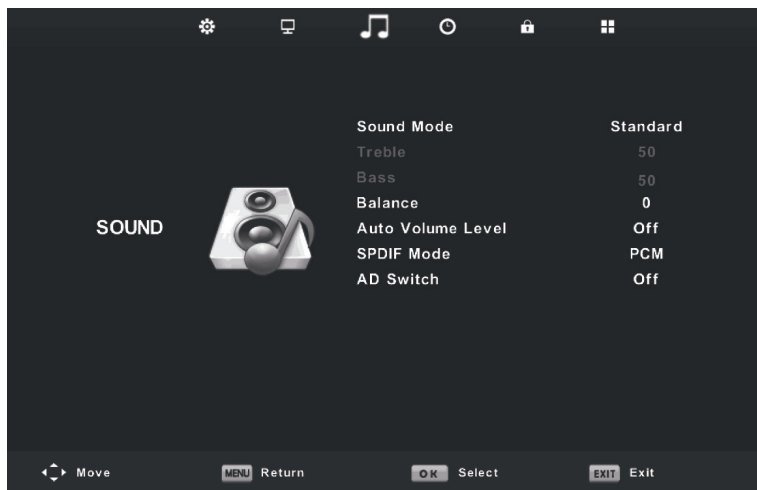 Sound Mode Standard
Treble 50
Bass 50
Balance 0
SOUND
Auto Volume Level Off
SPDIF Mode PCM
AD Switch Off
Move MENU Return OK Select EXIT Exit